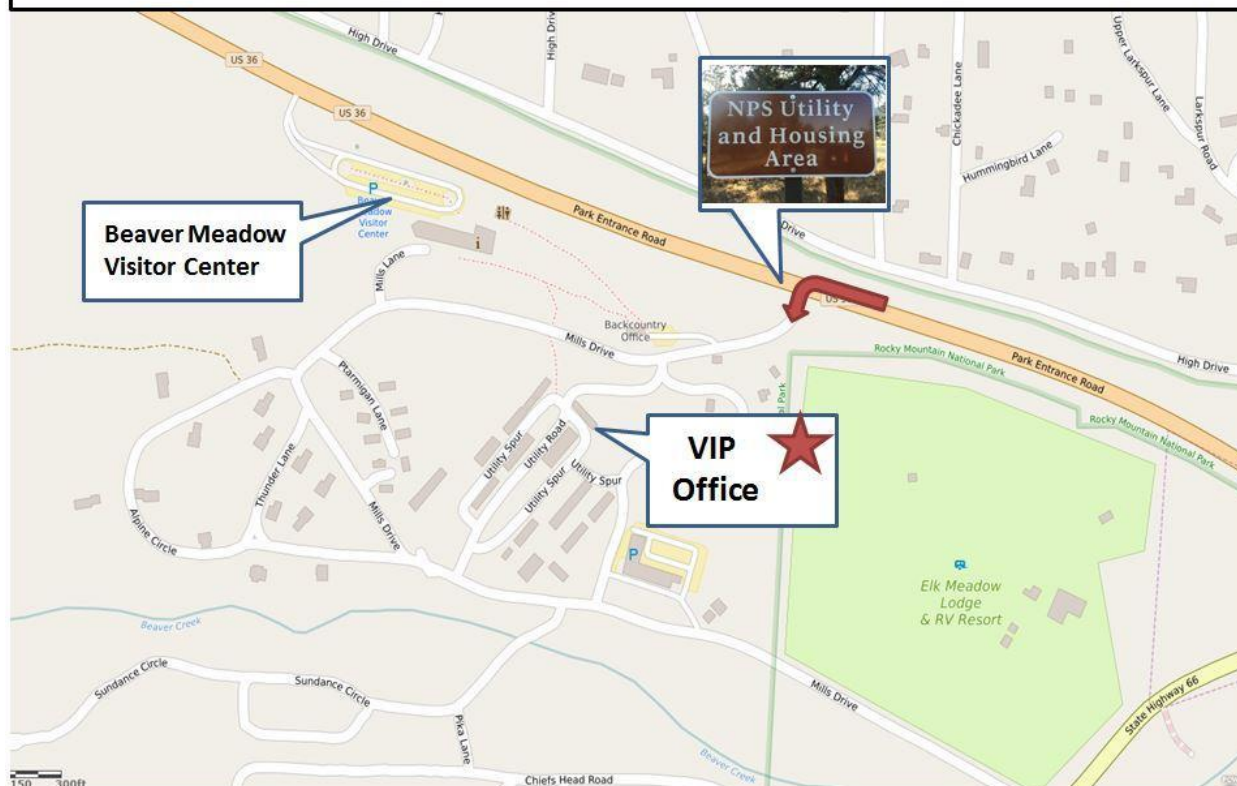 High Drive
High Drive
US 36
US 36
Chickadee Lane
Upper Larkspur Lane
Larkspur Road
Hummingbird Lane
NPS Utility
and Housing
Area
Beaver Meadow
Visitor Center
P
Visitor
Center
i
Park Entrance Road
Drive
Mills Lane
Backcountry
Office
Mills Drive
High Drive
Rocky Mountain National Park
Park Entrance Road
Rocky Mountain National Park
Ptarmigan Lane
VIP
Office
Utility Spur
Utility Road
Utility Spur
Utility Spur
Thunder Lane
Mills Drive
Alpine Circle
P
Elk Meadow
Lodge
& RV Resort
Beaver Creek
Sundance Circle
Sundance Circle
Pika Lane
Mills Drive
State Highway 66
Beaver Creek
Chiefs Head Road
150 300ft